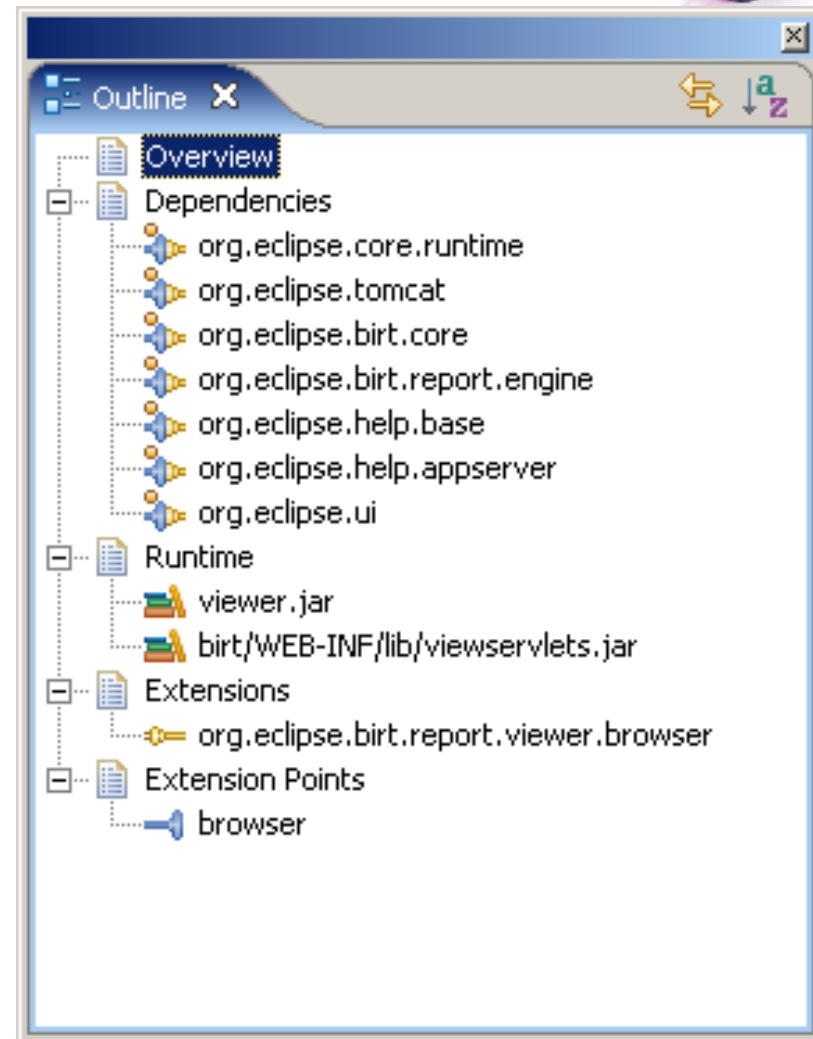 Outline
a
z
Overview
Dependencies
org.eclipse.core.runtime
org.eclipse.tomcat
org.eclipse.birt.core
org.eclipse.birt.report.engine
org.eclipse.help.base
org.eclipse.help.appserver
org.eclipse.ui
Runtime
viewer.jar
birt/WEB-INF/lib/viewservlets.jar
Extensions
org.eclipse.birt.report.viewer.browser
Extension Points
browser